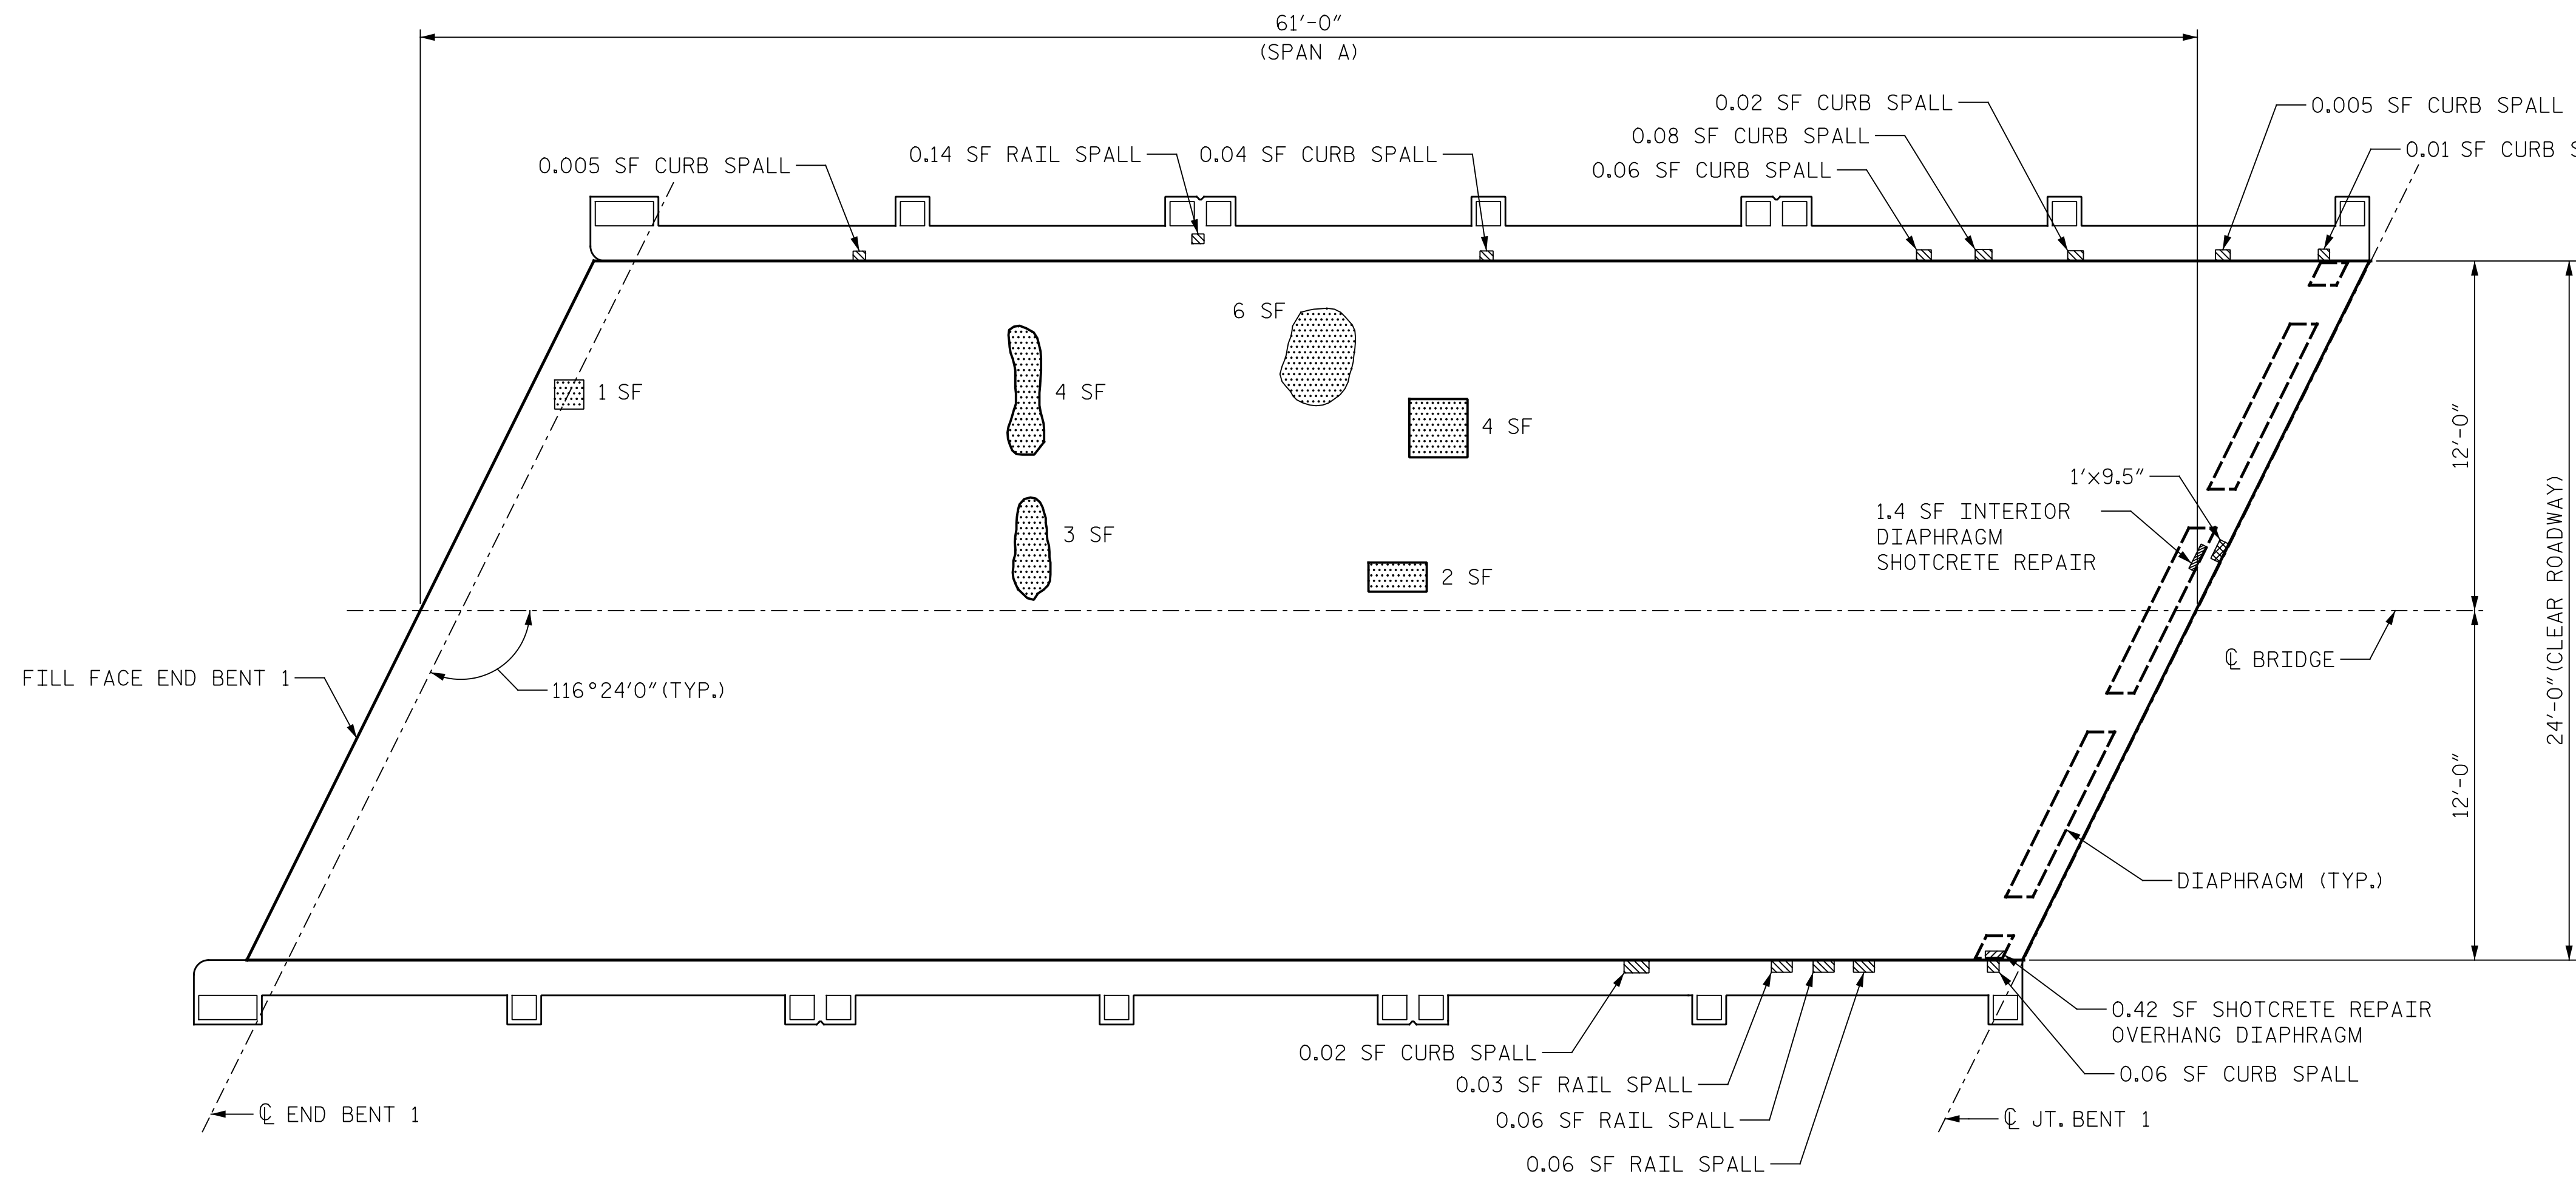 61'-0"
(SPAN A)
0.02 SF CURB SPALL
0.005 SF CURB SPALL
0.08 SF CURB SPALL
0.01 SF CURB
0.14 SF RAIL SPALL
0.04 SF CURB SPALL
0.005 SF CURB SPALL
0.06 SF CURB SPALL
6 SF
1 SF
4 SF
4 SF
12'-0"
1'x9.5"
1.4 SF INTERIOR
DIAPHRAGM
SHOTCRETE REPAIR
3 SF
2 SF
24'-0" (CLEAR ROADWAY)
℄ BRIDGE
FILL FACE END BENT 1
116°24'0" (TYP.)
12'-0"
DIAPHRAGM (TYP.)
0.42 SF SHOTCRETE REPAIR
OVERHANG DIAPHRAGM
0.02 SF CURB SPALL
0.06 SF CURB SPALL
0.03 SF RAIL SPALL
℄ END BENT 1
0.06 SF RAIL SPALL
℄ JT. BENT 1
0.06 SF RAIL SPALL